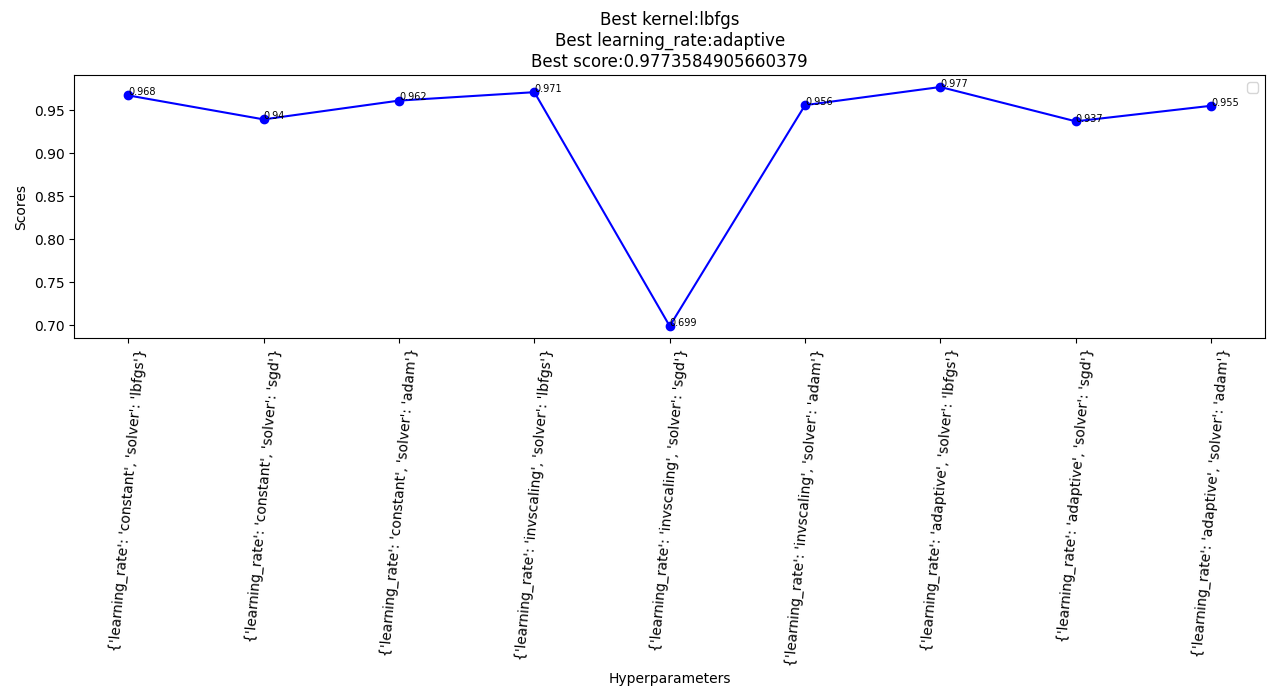 Best kernel:lbfgs
Best learning_rate:adaptive
Best score:0.9773584905660379
0.968
0.94
0.962
0.971
0.699
0.956
0.977
0.937
0.955
Scores
0.95
0.90
0.85
0.80
0.75
0.70
{'learning_rate': 'constant', 'solver': 'lbfgs'}
{'learning_rate': 'constant', 'solver': 'sgd'}
{'learning_rate': 'constant', 'solver': 'adam'}
{'learning_rate': 'invscaling', 'solver': 'lbfgs'}
{'learning_rate': 'invscaling', 'solver': 'sgd'}
{'learning_rate': 'invscaling', 'solver': 'adam'}
{'learning_rate': 'adaptive', 'solver': 'lbfgs'}
{'learning_rate': 'adaptive', 'solver': 'sgd'}
{'learning_rate': 'adaptive', 'solver': 'adam'}
Hyperparameters